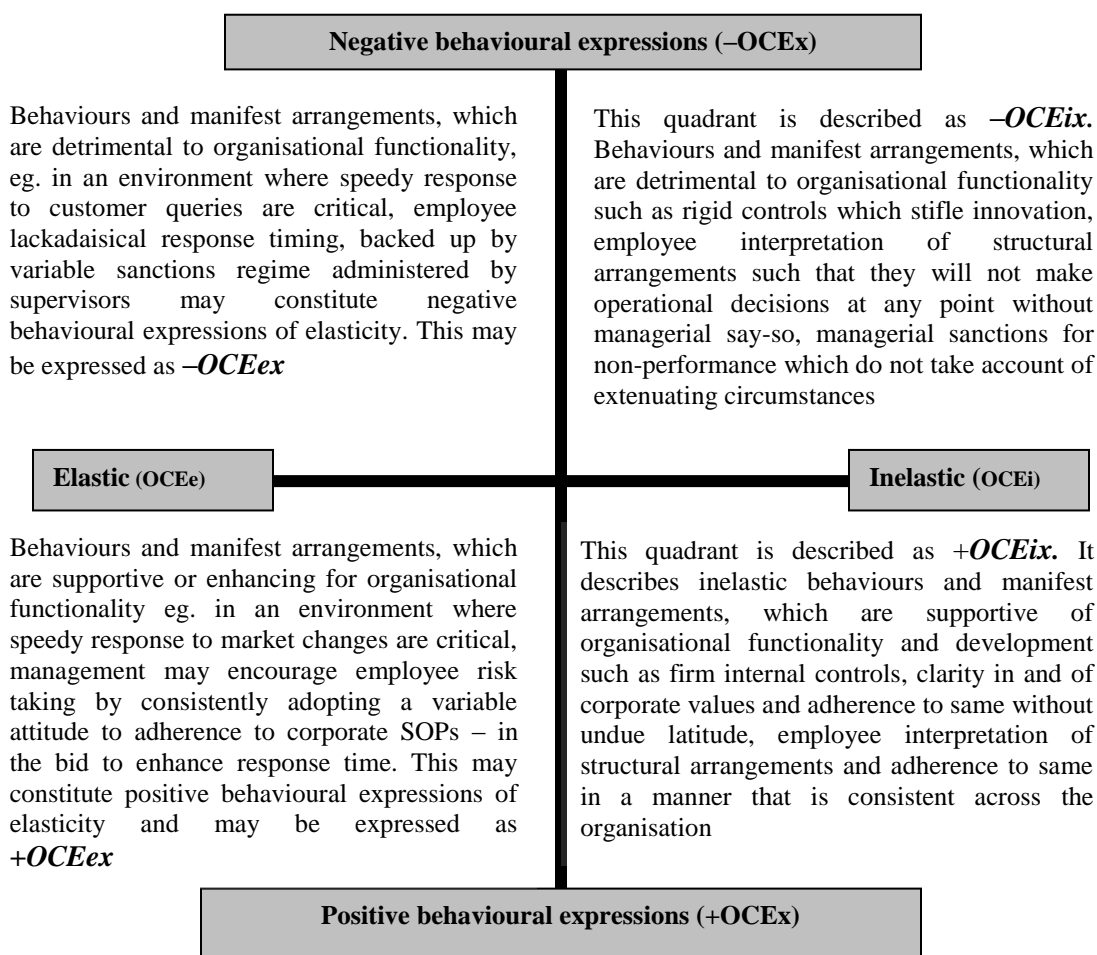 Negative behavioural expressions (–OCEx)
Behaviours and manifest arrangements, which
are detrimental to organisational functionality,
eg. in an environment where speedy response
to customer queries are critical, employee
lackadaisical response timing, backed up by
variable sanctions regime administered by
supervisors may constitute negative
behavioural expressions of elasticity. This may
be expressed as –OCEex
This quadrant is described as –OCEix.
Behaviours and manifest arrangements, which
are detrimental to organisational functionality
such as rigid controls which stifle innovation,
employee interpretation of structural
arrangements such that they will not make
operational decisions at any point without
managerial say-so, managerial sanctions for
non-performance which do not take account of
extenuating circumstances
Elastic (OCEe)
Inelastic (OCEi)
Behaviours and manifest arrangements, which
are supportive or enhancing for organisational
functionality eg. in an environment where
speedy response to market changes are critical,
management may encourage employee risk
taking by consistently adopting a variable
attitude to adherence to corporate SOPs – in
the bid to enhance response time. This may
constitute positive behavioural expressions of
elasticity and may be expressed as
+OCEex
This quadrant is described as +OCEix. It
describes inelastic behaviours and manifest
arrangements, which are supportive of
organisational functionality and development
such as firm internal controls, clarity in and of
corporate values and adherence to same without
undue latitude, employee interpretation of
structural arrangements and adherence to same
in a manner that is consistent across the
organisation
Positive behavioural expressions (+OCEx)